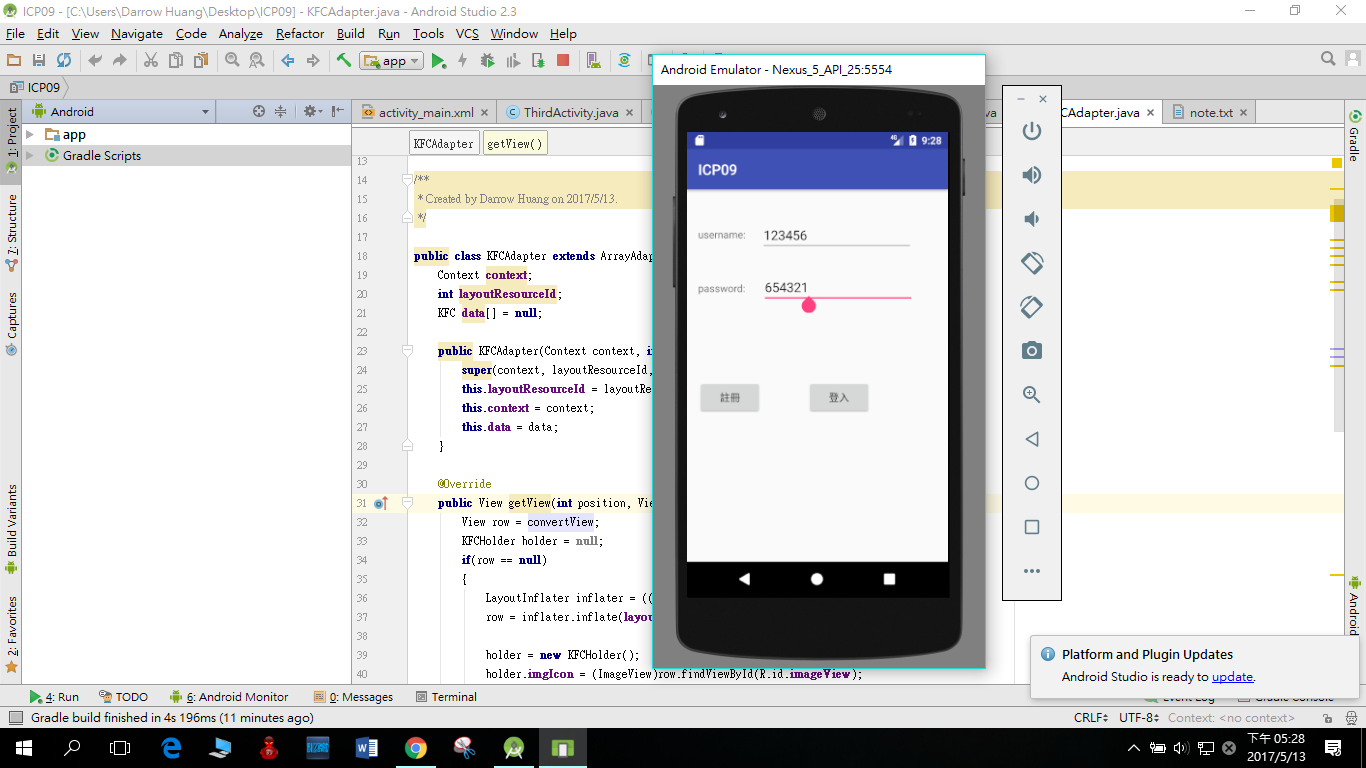 ICP09 - [C:\Users\Darrow Huang\Desktop\ICP09] - KFCAdapter.java - Android Studio 2.3
File Edit View Navigate Code Analyze Refactor Build Run Tools VCS Window Help
app
ICP09
Android
activity_main.xml
ThirdActivity.java
CAdapter.java
note.txt
1: Project
7: Structure
Captures
Build Variants
2: Favorites
app
Gradle Scripts
KFCAdapter getView()
13
14 /**
15 * Created by Darrow Huang on 2017/5/13.
16 */
17
18 public class KFCAdapter extends ArrayAdap
19 Context context;
20 int layoutResourceId;
21 KFC data[] = null;
22
23 public KFCAdapter(Context context, in
24 super(context, layoutResourceId,
25 this.layoutResourceId = layoutRe
26 this.context = context;
27 this.data = data;
28 }
29
30 @Override
31 public View getView(int position, Vie
32 View row = convertView;
33 KFCHolder holder = null;
34 if(row == null)
35 {
36 LayoutInflater inflater = ((
37 row = inflater.inflate(layou
38
39 holder = new KFCHolder();
40 holder.imgIcon = (ImageView)row.findViewById(R.id.imageView);
Android Emulator - Nexus_5_API_25:5554
9:28
ICP09
username: 123456
password: 654321
註冊 登入
Gradle
Android
Platform and Plugin Updates
Android Studio is ready to update.
4: Run TODO 6: Android Monitor 0: Messages Terminal Event Log Gradle Console
Gradle build finished in 4s 196ms (11 minutes ago)
CRLF UTF-8 Context: <no context>
下午 05:28
2017/5/13